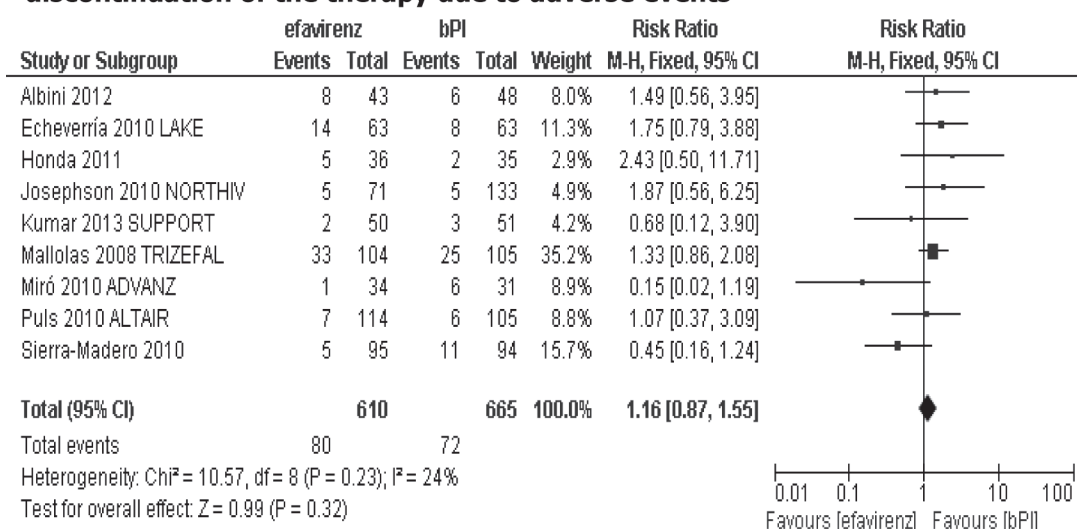 discontinuation of the therapy due to adverse events
efavirenz bPI Risk Ratio Risk Ratio
Study or Subgroup Events Total Events Total Weight M-H, Fixed, 95% CI M-H, Fixed, 95% CI
Albini 2012 8 43 6 48 8.0% 1.49 [0.56, 3.95]
Echeverría 2010 LAKE 14 63 8 63 11.3% 1.75 [0.79, 3.88]
Honda 2011 5 36 2 35 2.9% 2.43 [0.50, 11.71]
Josephson 2010 NORTHIV 5 71 5 133 4.9% 1.87 [0.56, 6.25]
Kumar 2013 SUPPORT 2 50 3 51 4.2% 0.68 [0.12, 3.90]
Mallolas 2008 TRIZEFAL 33 104 25 105 35.2% 1.33 [0.86, 2.08]
Miró 2010 ADVANZ 1 34 6 31 8.9% 0.15 [0.02, 1.19]
Puls 2010 ALTAIR 7 114 6 105 8.8% 1.07 [0.37, 3.09]
Sierra-Madero 2010 5 95 11 94 15.7% 0.45 [0.16, 1.24]
Total (95% CI) 610 665 100.0% 1.16 [0.87, 1.55]
Total events 80 72
Heterogeneity: Chi² = 10.57, df = 8 (P = 0.23); I² = 24%
Test for overall effect: Z = 0.99 (P = 0.32)
0.01 0.1 1 10 100
Favours [efavirenz] Favours [bPI]